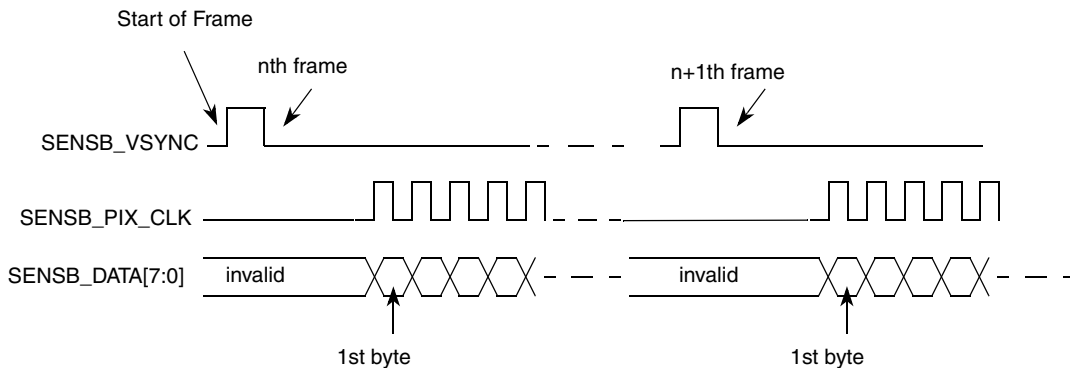 Start of Frame
nth frame
n+1th frame
SENSB_VSYNC
SENSB_PIX_CLK
SENSB_DATA[7:0]
invalid
invalid
1st byte
1st byte